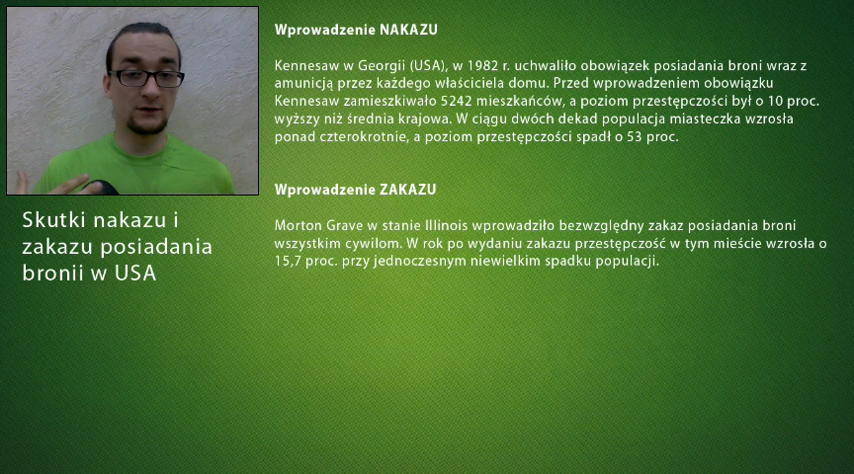 Wprowadzenie NAKAZU
Kennesaw w Georgii (USA), w 1982 r. uchwaliło obowiązek posiadania broni wraz z
amunicją przez każdego właściciela domu. Przed wprowadzeniem obowiązku
Kennesaw zamieszkiwało 5242 mieszkańców, a poziom przestępczości był o 10 proc.
wyższy niż średnia krajowa. W ciągu dwóch dekad populacja miasteczka wzrosła
ponad czterokrotnie, a poziom przestępczości spadł o 53 proc.
Wprowadzenie ZAKAZU
Morton Grave w stanie Illinois wprowadziło bezwzględny zakaz posiadania broni
wszystkim cywilom. W rok po wydaniu zakazu przestępczość w tym mieście wzrosła o
15,7 proc. przy jednoczesnym niewielkim spadku populacji.
Skutki nakazu i
zakazu posiadania
bronii w USA